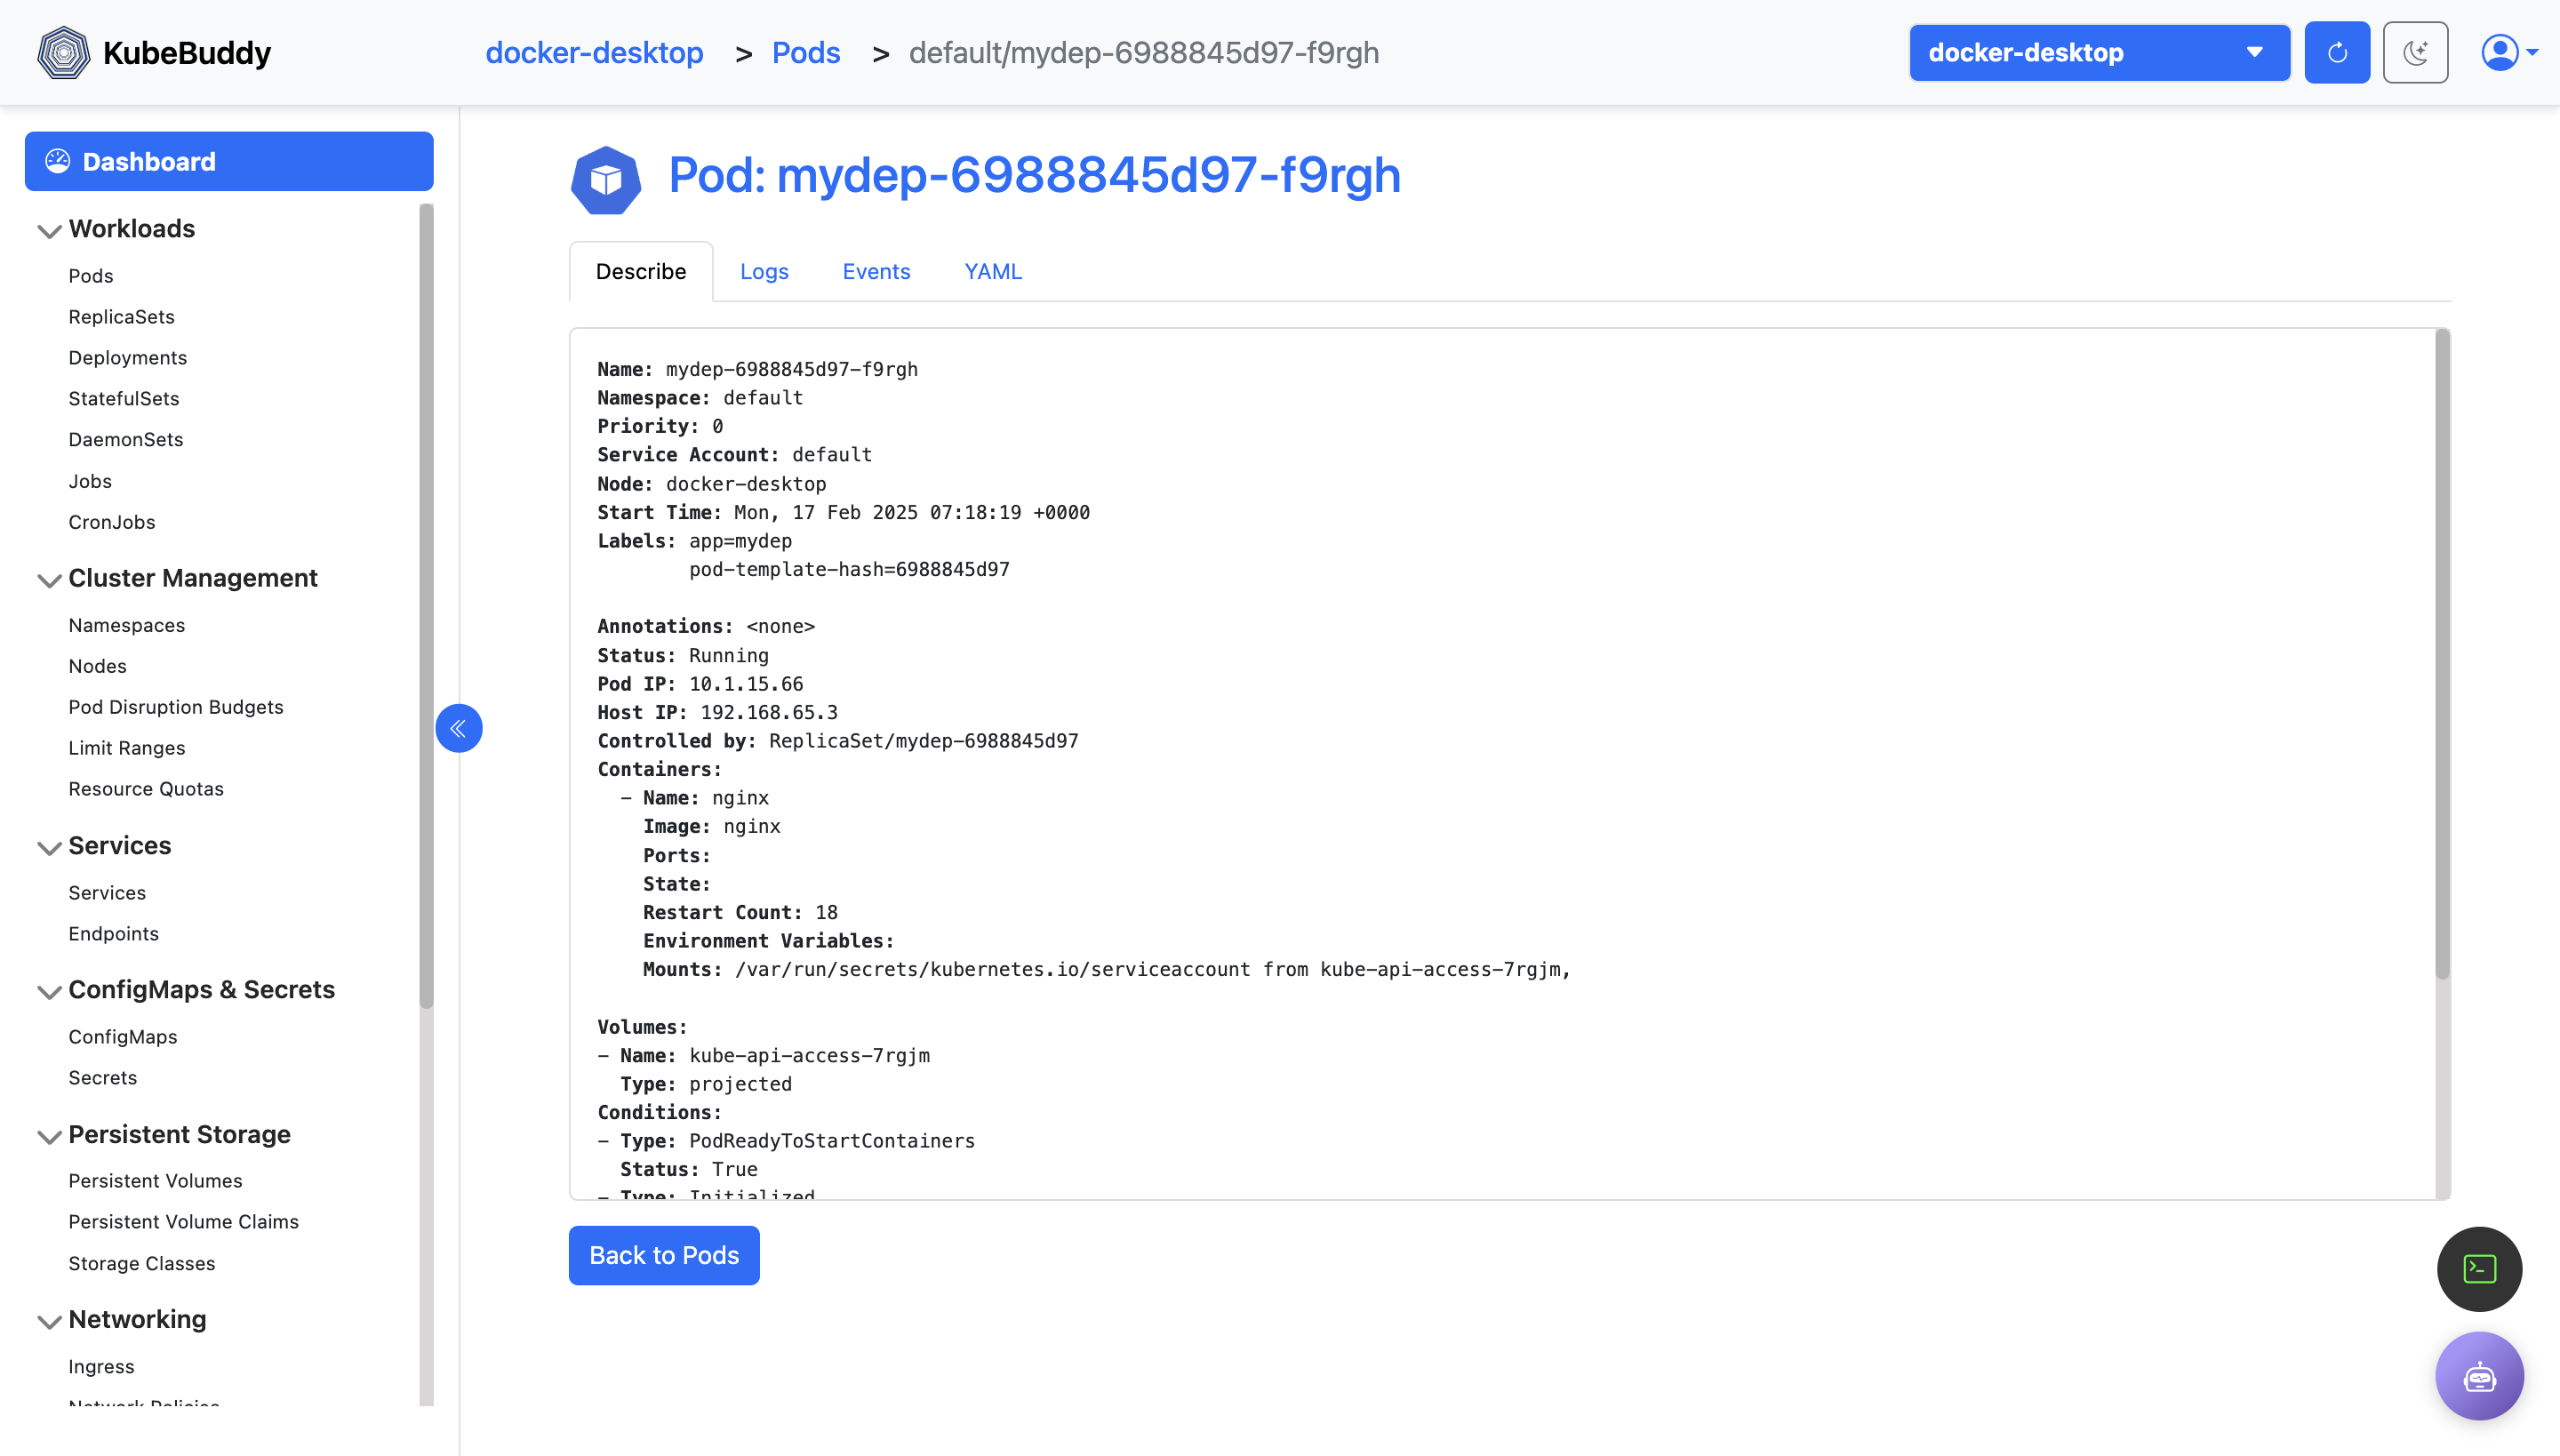 KubeBuddy
docker-desktop > Pods > default/mydep-6988845d97-f9rgh
docker-desktop
Dashboard
Workloads
Pods
ReplicaSets
Deployments
StatefulSets
DaemonSets
Jobs
CronJobs
Cluster Management
Namespaces
Nodes
Pod Disruption Budgets
Limit Ranges
Resource Quotas
Services
Services
Endpoints
ConfigMaps & Secrets
ConfigMaps
Secrets
Persistent Storage
Persistent Volumes
Persistent Volume Claims
Storage Classes
Networking
Ingress
Network Policies
Pod: mydep-6988845d97-f9rgh
Describe Logs Events YAML
Name: mydep-6988845d97-f9rgh
Namespace: default
Priority: 0
Service Account: default
Node: docker-desktop
Start Time: Mon, 17 Feb 2025 07:18:19 +0000
Labels: app=mydep
pod-template-hash=6988845d97
Annotations: <none>
Status: Running
Pod IP: 10.1.15.66
Host IP: 192.168.65.3
Controlled by: ReplicaSet/mydep-6988845d97
Containers:
- Name: nginx
Image: nginx
Ports:
State:
Restart Count: 18
Environment Variables:
Mounts: /var/run/secrets/kubernetes.io/serviceaccount from kube-api-access-7rgjm,
Volumes:
- Name: kube-api-access-7rgjm
Type: projected
Conditions:
- Type: PodReadyToStartContainers
Status: True
- Type: Initialized
Back to Pods